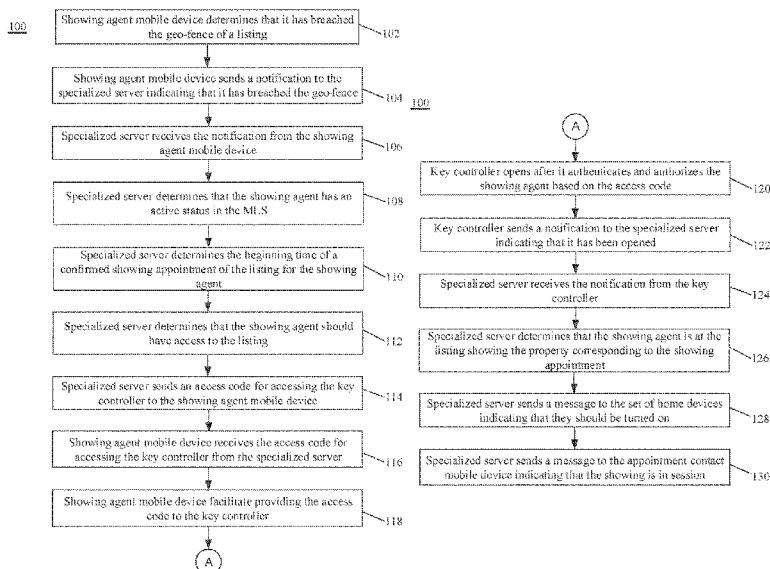 100
Showing agent mobile device determines that it has breached
the geo-fence of a listing
102
Showing agent mobile device sends a notification to the
specialized server indicating that it has breached the geo-fence
104
Specialized server receives the notification from the showing
agent mobile device
106
Specialized server determines that the showing agent has an
active status in the MLS
108
Specialized server determines the beginning time of a
confirmed showing appointment of the listing for the showing
agent
110
Specialized server determines that the showing agent should
have access to the listing
112
Specialized server sends an access code for accessing the key
controller to the showing agent mobile device
114
Showing agent mobile device receives the access code for
accessing the key controller from the specialized server
116
Showing agent mobile device facilitate providing the access
code to the key controller
118
A
100
A
Key controller opens after it authenticates and authorizes the
showing agent based on the access code
120
Key controller sends a notification to the specialized server
indicating that it has been opened
122
Specialized server receives the notification from the key
controller
124
Specialized server determines that the showing agent is at the
listing showing the property corresponding to the showing
appointment
126
Specialized server sends a message to the set of home devices
indicating that they should be turned on
128
Specialized server sends a message to the appointment contact
mobile device indicating that the showing is in session
130